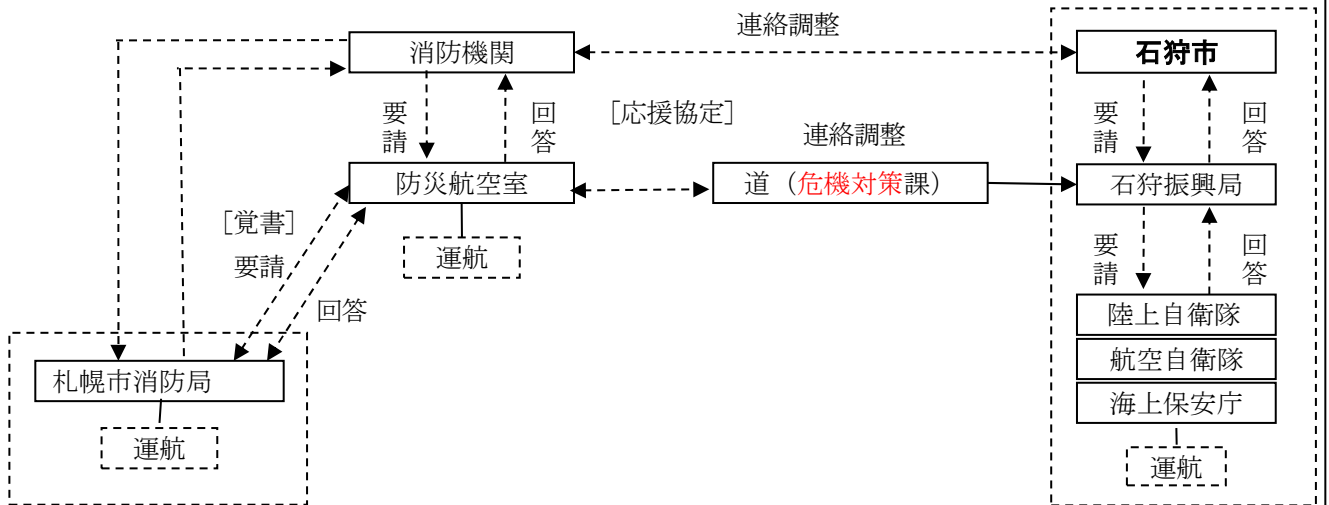 連絡調整
消防機関
石狩市
要請
回答
［応援協定］
要請
回答
連絡調整
防災航空室
道（危機対策課）
石狩振興局
［覚書］
要請
運航
回答
要請
回答
陸上自衛隊
航空自衛隊
海上保安庁
札幌市消防局
運航
運航